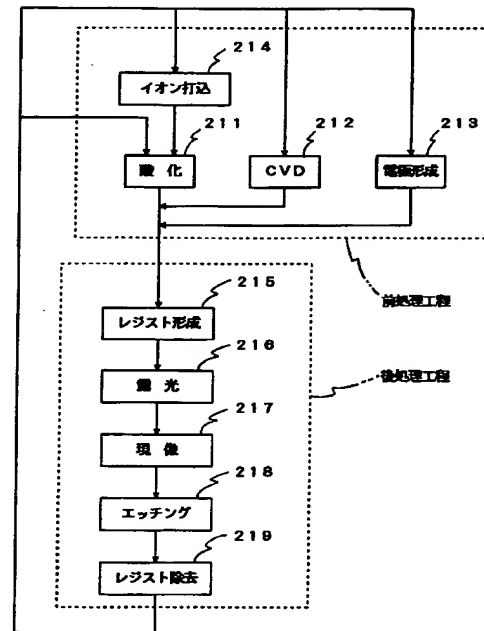 214
イオン打込
211
212
213
酸 化
CVD
電極形成
前処理工程
215
レジスト形成
216
後処理工程
露 光
217
現 像
218
エッチング
219
レジスト除去